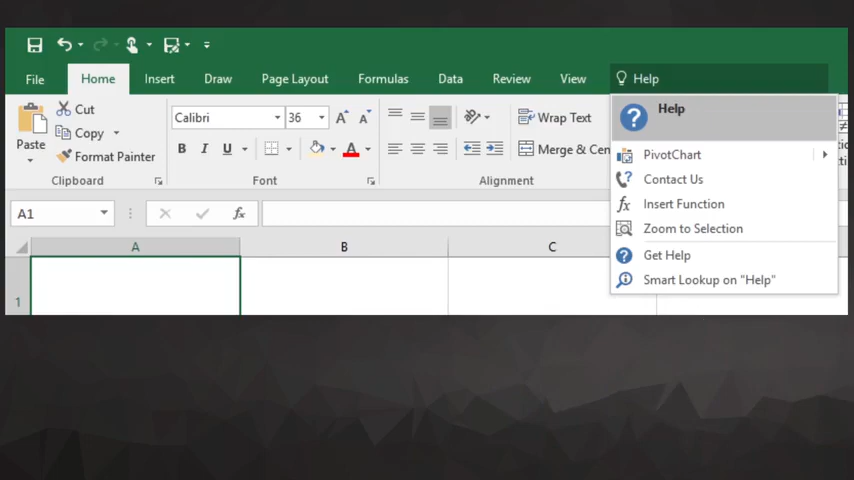 File Home Insert Draw Page Layout Formulas Data Review View Help
Cut
Copy
Format Painter
Paste
Clipboard
Calibri 36 A A
B I U A
Font
Wrap Text
Merge & Cen
Alignment
Help
PivotChart
Contact Us
Insert Function
Zoom to Selection
Get Help
Smart Lookup on "Help"
A1 fx
A B C
1